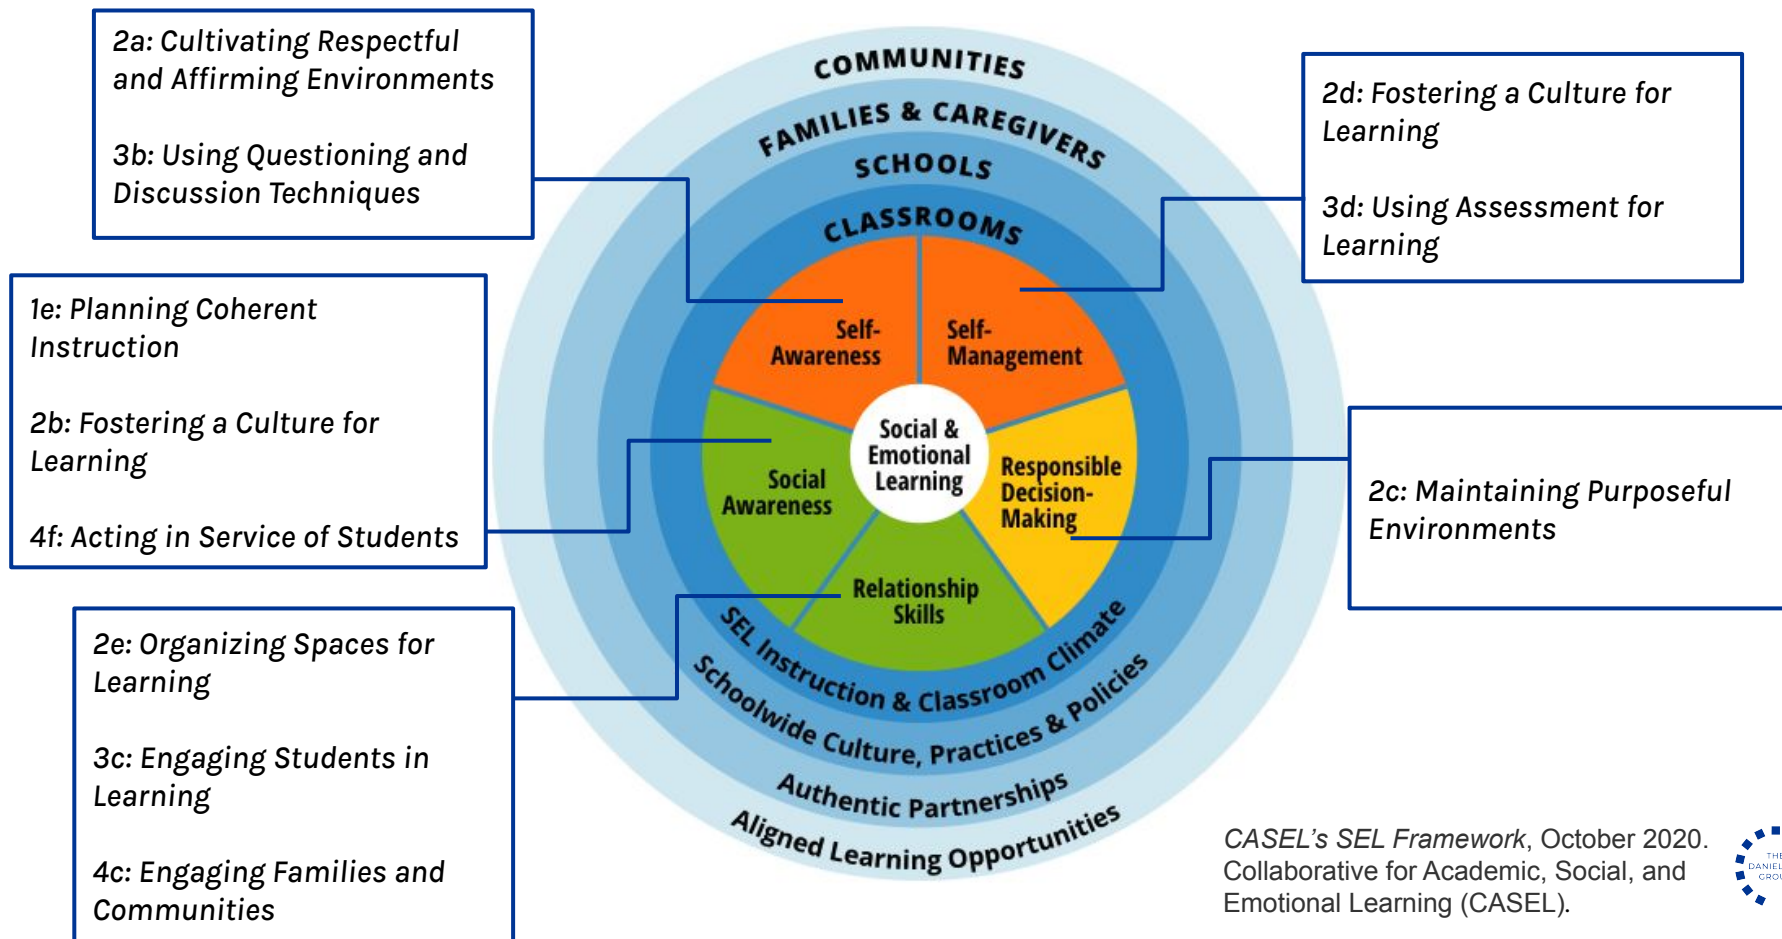 2a: Cultivating Respectful
and Affirming Environments
3b: Using Questioning and
Discussion Techniques
1e: Planning Coherent
Instruction
2b: Fostering a Culture for
Learning
4f: Acting in Service of Students
2e: Organizing Spaces for
Learning
3c: Engaging Students in
Learning
4c: Engaging Families and
Communities
COMMUNITIES
FAMILIES & CAREGIVERS
SCHOOLS
CLASSROOMS
Self-
Awareness
Self-
Management
Social &
Emotional
Learning
Social
Awareness
Responsible
Decision-
Making
Relationship
Skills
SEL Instruction & Classroom Climate
Schoolwide Culture, Practices & Policies
Authentic Partnerships
Aligned Learning Opportunities
2d: Fostering a Culture for
Learning
3d: Using Assessment for
Learning
2c: Maintaining Purposeful
Environments
CASEL’s SEL Framework, October 2020.
Collaborative for Academic, Social, and
Emotional Learning (CASEL).